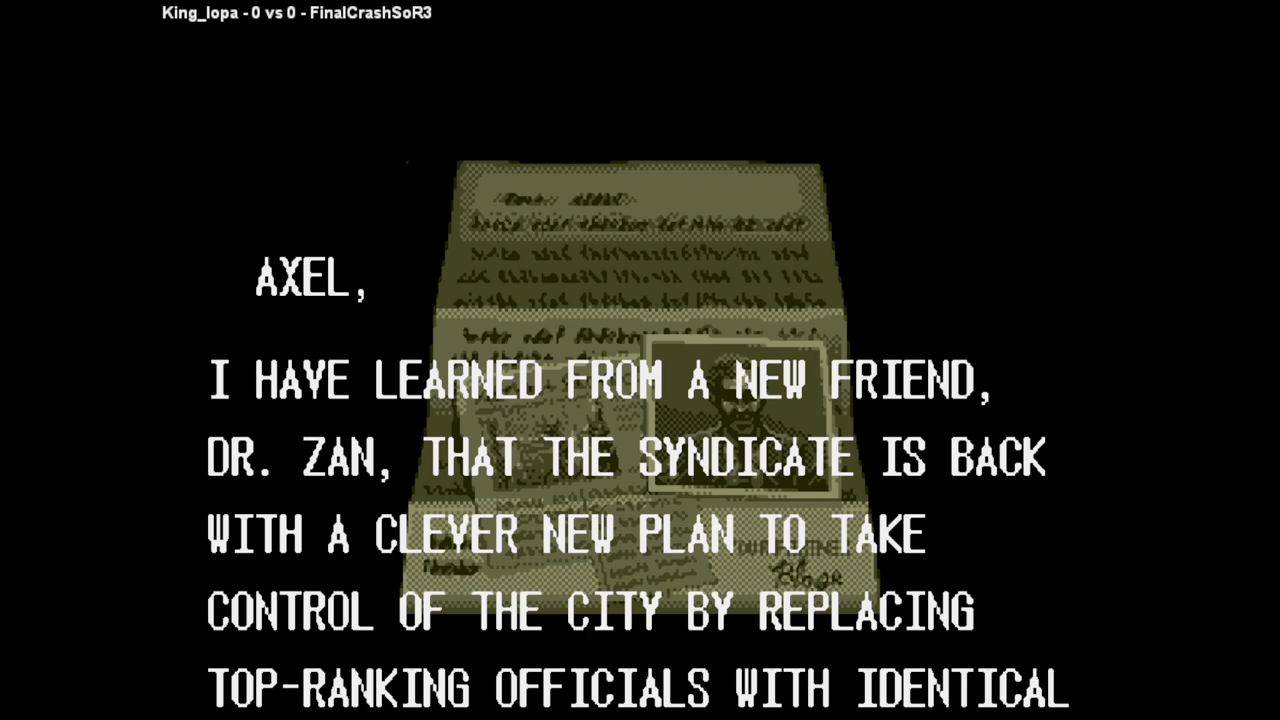 King_lopa - 0 vs 0 - FinalCrashSoR3
AXEL,
I HAVE LEARNED FROM A NEW FRIEND,
DR. ZAN, THAT THE SYNDICATE IS BACK
WITH A CLEVER NEW PLAN TO TAKE
CONTROL OF THE CITY BY REPLACING
TOP-RANKING OFFICIALS WITH IDENTICAL